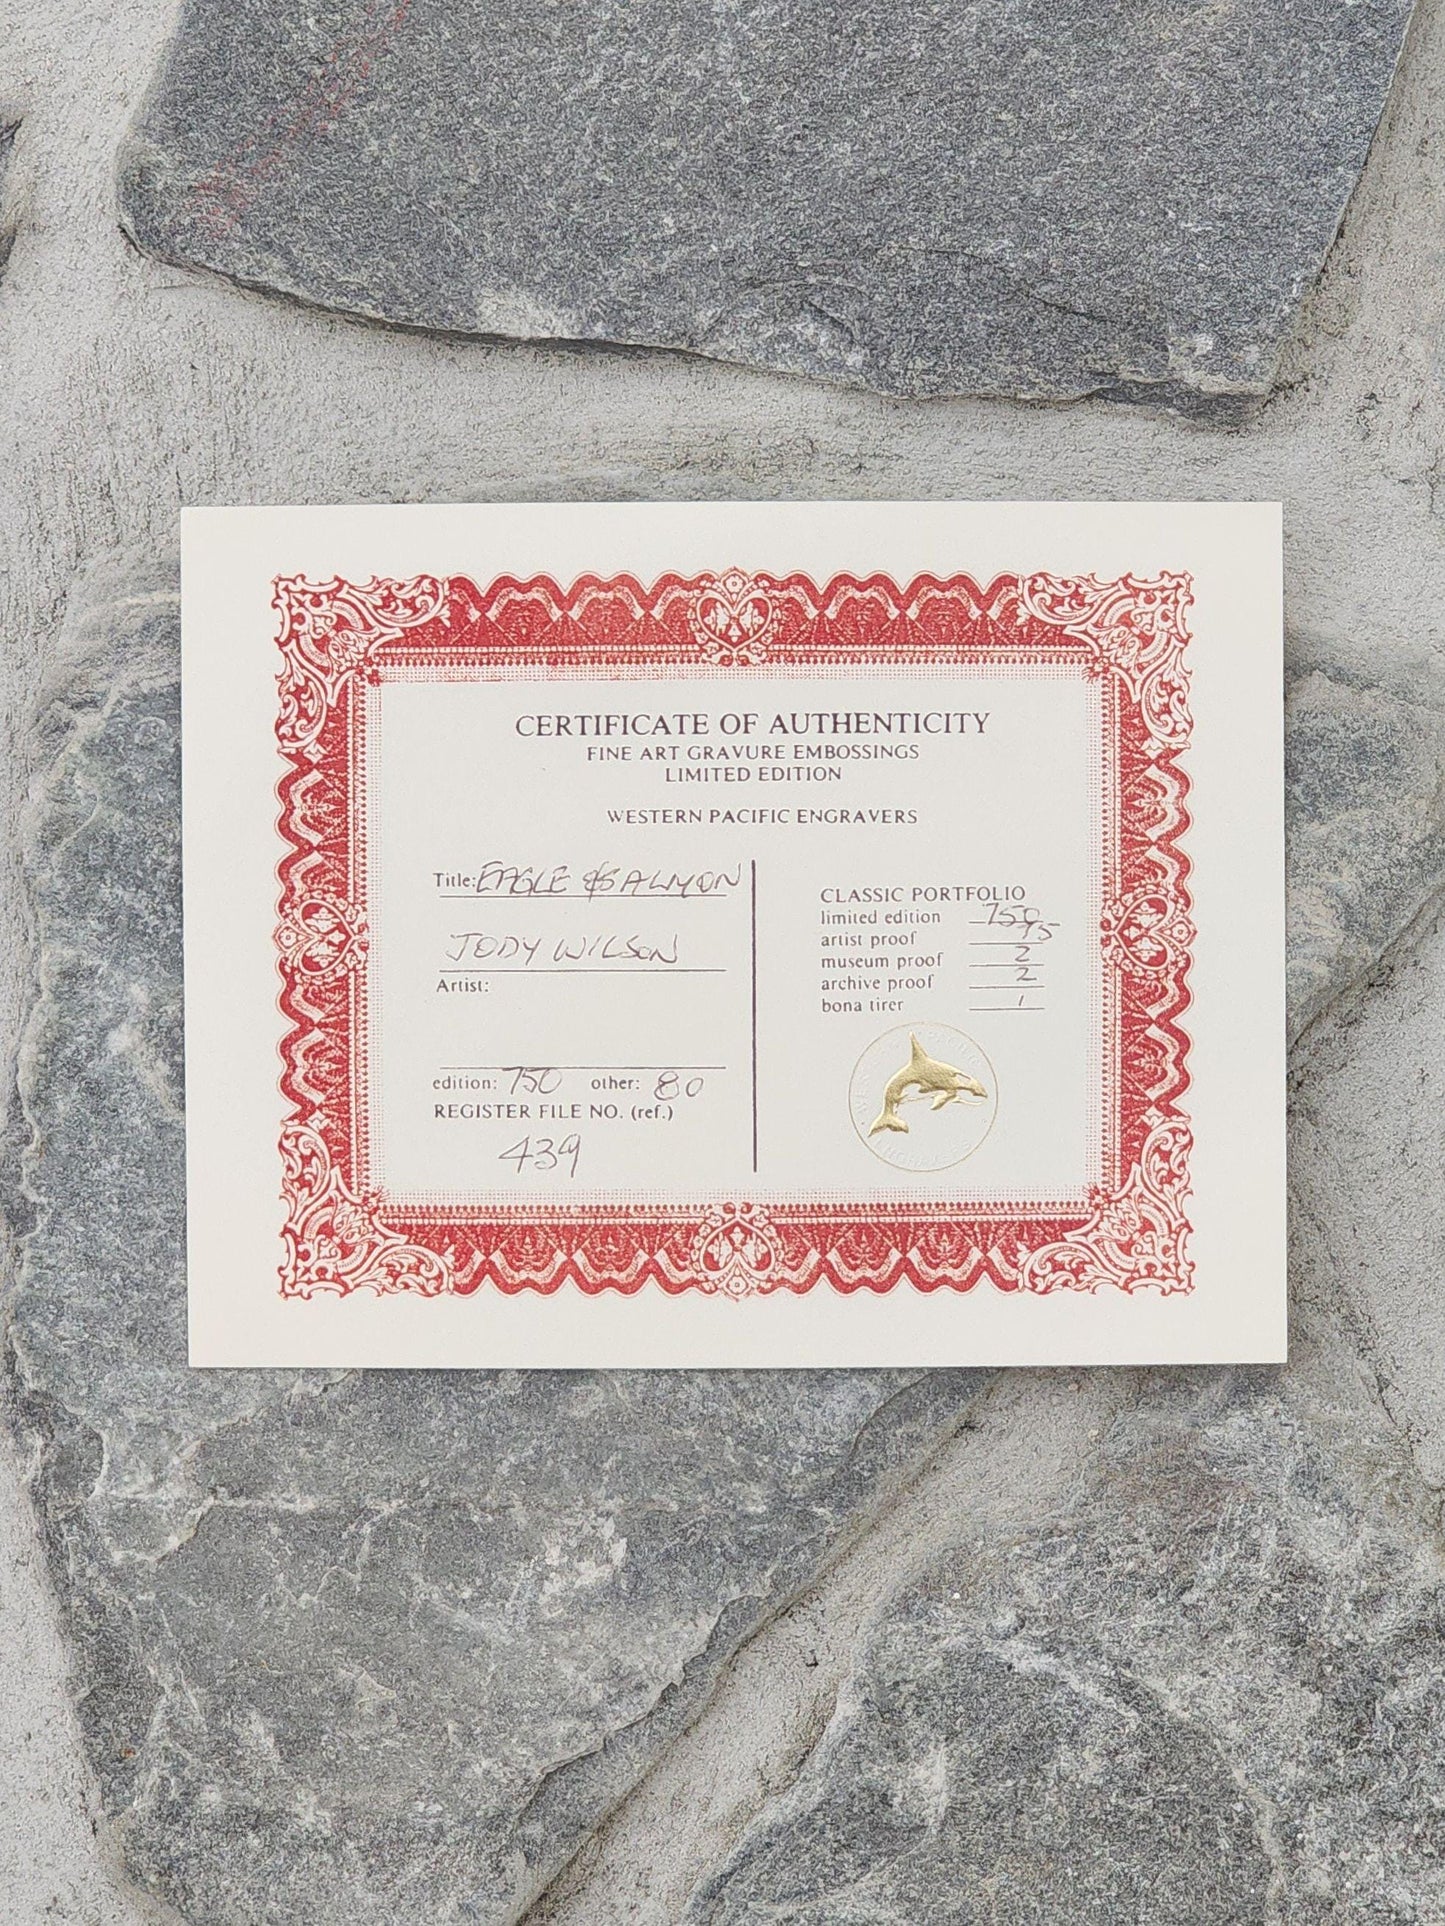 CERTIFICATE OF AUTHENTICITY
FINE ART GRAVURE EMBOSSINGS
LIMITED EDITION
WESTERN PACIFIC ENGRAVERS
Title: EAGLE & SALMON
JODY WILSON
Artist:
edition: 750 other: 80
REGISTER FILE NO. (ref.)
439
CLASSIC PORTFOLIO
limited edition 750
artist proof 75
museum proof 2
archive proof 2
bona tirer 1